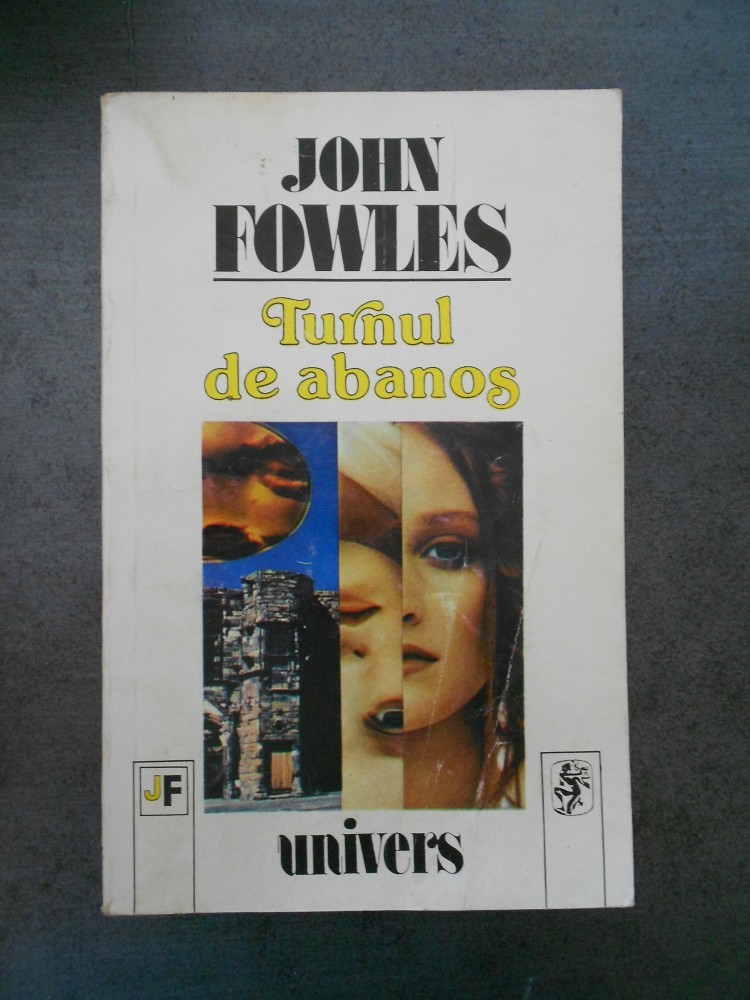 JOHN
FOWLES
Turnul
de abanos
JF
univers